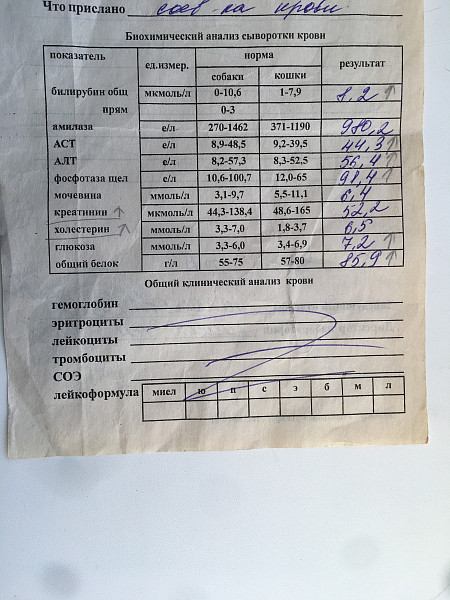 Что прислано крови
Биохимический анализ сыворотки крови
показатель ед.измер. норма результат
собаки кошки
билирубин общ мкмоль/л 0-10,6 1-7,9 8,2 ↑
прям 0-3
амилаза е/л 270-1462 371-1190 980,2
АСТ е/л 8,9-48,5 9,2-39,5 44,3 ↑
АЛТ е/л 8,2-57,3 8,3-52,5 56,4 ↑
фосфотаза щел е/л 10,6-100,7 12,0-65 98,4 ↑
мочевина ммоль/л 3,1-9,7 5,5-11,1 6,4
креатинин ↑ мкмоль/л 44,3-138,4 48,6-165 52,2
холестерин ↑ ммоль/л 3,3-7,0 1,8-3,7 6,5
глюкоза ммоль/л 3,3-6,0 3,4-6,9 7,2 ↑
общий белок г/л 55-75 57-80 85,9 ↑
Общий клинический анализ крови
гемоглобин
эритроциты
лейкоциты
тромбоциты
СОЭ
лейкоформула миел ю п с э б м л